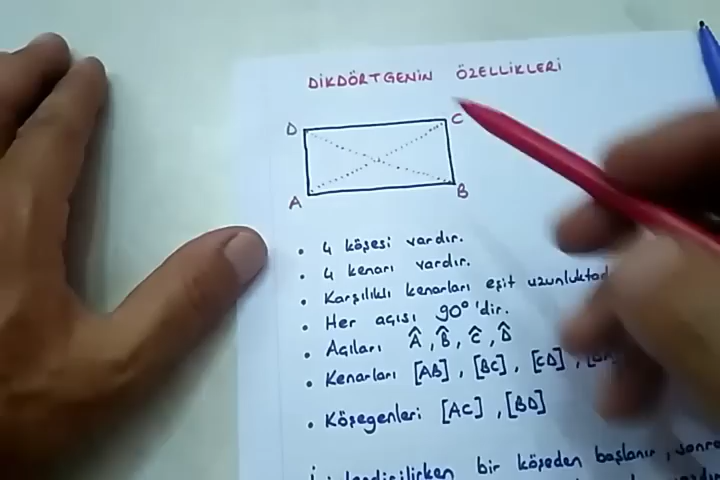 DİKDÖRTGENİN ÖZELLİKLERİ
D C
A B
• 4 köşesi vardır.
• 4 kenarı vardır.
• Karşılıklı kenarları eşit
• Her açısı 90°'dir.
• Açıları Â, B̂, Ĉ, D̂
• Kenarları [AB], [BC], [CD],
• Köşegenleri [AC], [BD]
bir köşeden başlanır, sonra